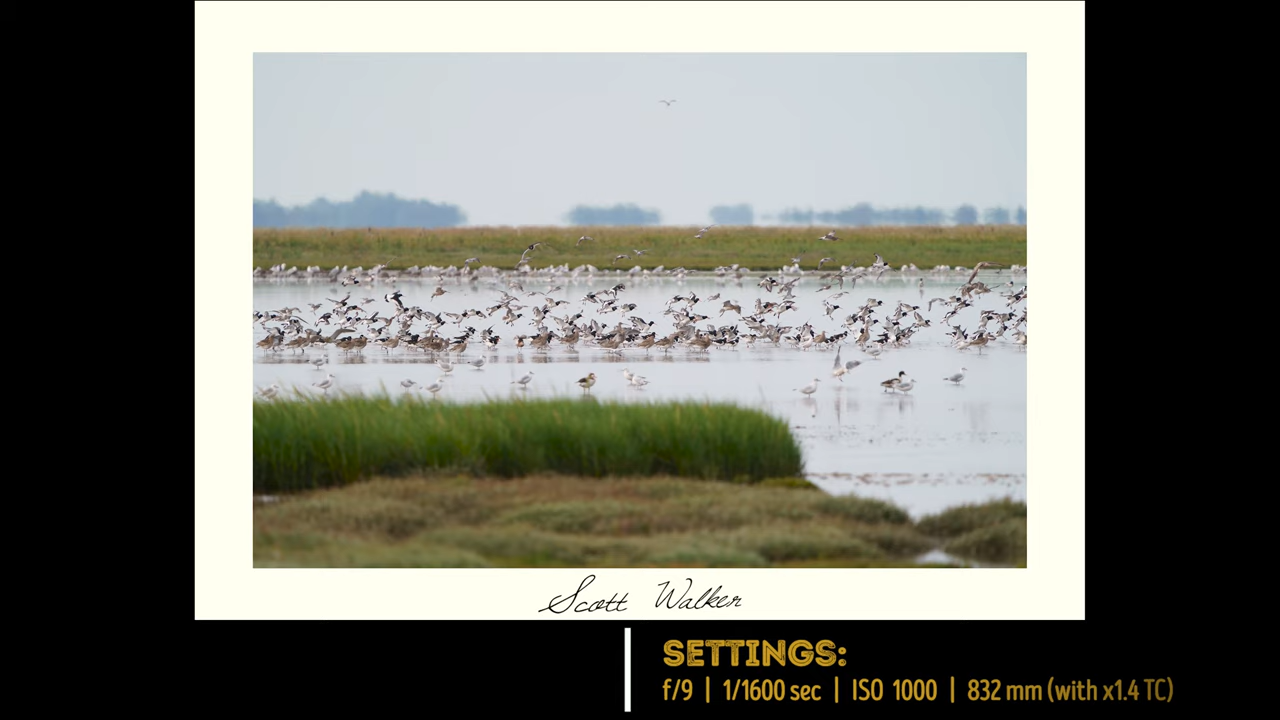 Scott Walker
SETTINGS:
f/9 | 1/1600 sec | ISO 1000 | 832 mm (with x1.4 TC)